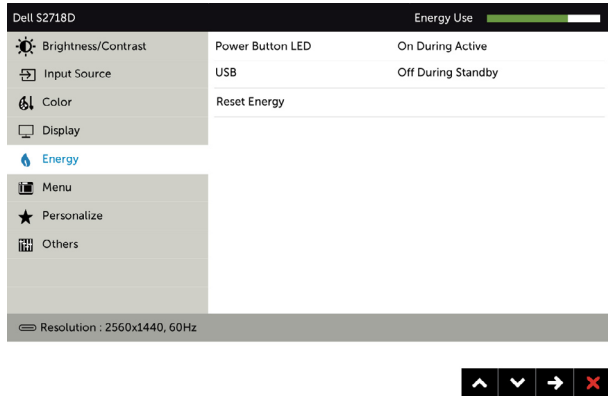 Dell S2718D Energy Use
Brightness/Contrast Power Button LED On During Active
Input Source USB Off During Standby
Color Reset Energy
Display
Energy
Menu
Personalize
Others
Resolution : 2560x1440, 60Hz